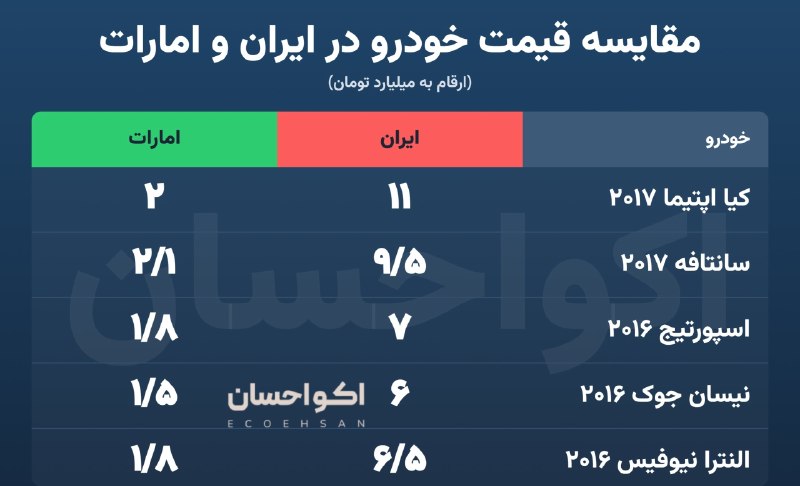 مقایسه قیمت خودرو در ایران و امارات
(ارقام به میلیارد تومان)
خودرو ایران امارات
کیا اپتیما ۲۰۱۷ ۱۱ ۲
سانتافه ۲۰۱۷ ۹/۵ ۲/۱
اسپورتیج ۲۰۱۶ ۷ ۱/۸
نیسان جوک ۲۰۱۶ ۶ ۱/۵
النترا نیوفیس ۲۰۱۶ ۶/۵ ۱/۸
اکواحسان
اکواحسان
ECOEHSAN